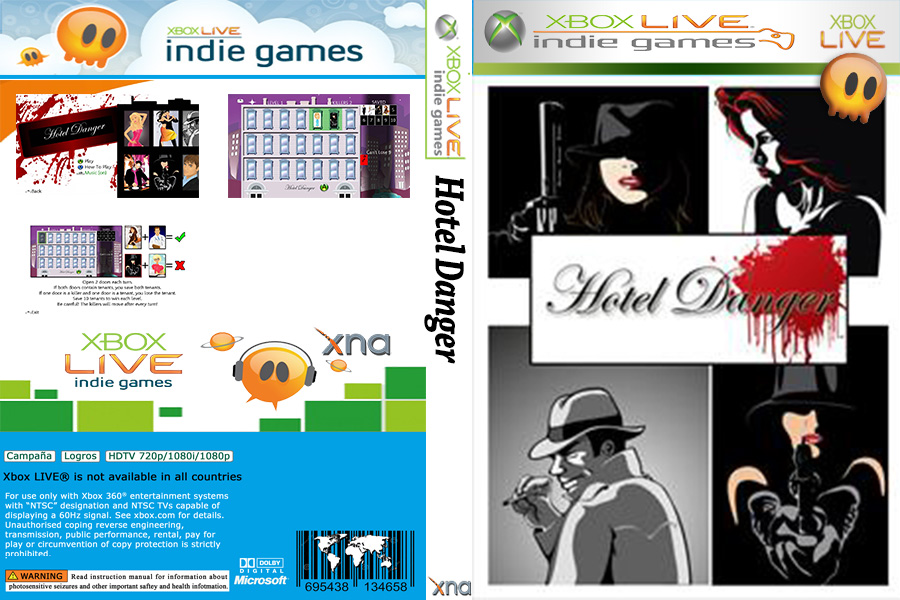 XBOX LIVE
indie games
Hotel Danger
Play
How To Play
Music [on]
Back
LEVEL 1
KILLERS 2
SAVED
Can't lose
Hotel Danger
Open 2 doors each turn.
If both doors contain tenants, you save both tenants.
If one door is a killer and one door is a tenant, you lose the tenant.
Save 10 tenants to win each level.
Be careful! The killers will move after every turn!
Exit
XBOX
LIVE
indie games
xna
Campaña Logros HDTV 720p/1080i/1080p
Xbox LIVE® is not available in all countries
For use only with Xbox 360® entertainment systems
with "NTSC" designation and NTSC TVs capable of
displaying a 60Hz signal. See xbox.com for details.
Unauthorised coping reverse engineering,
transmission, public performance, rental, pay for
play or circumvention of copy protection is strictly
prohibited.
WARNING Read instruction manual for information about
photosensitive seizures and other important saftey and health infotmation.
DOLBY
DIGITAL
Microsoft
695438 134658
XBOX LIVE
indie games
Hotel Danger
xna
XBOX LIVE
indie games
XBOX
LIVE
Hotel Danger